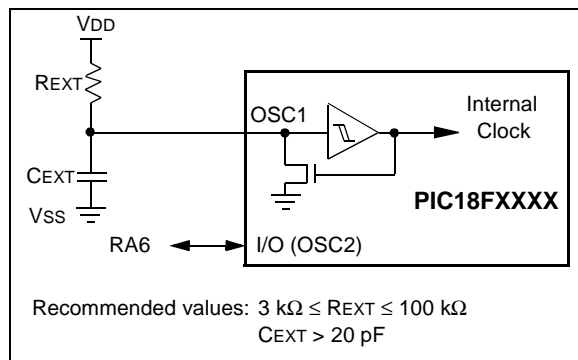 VDD
REXT
OSC1
Internal
Clock
CEXT
PIC18FXXXX
VSS
RA6
I/O (OSC2)
Recommended values: 3 kΩ ≤ REXT ≤ 100 kΩ
CEXT > 20 pF